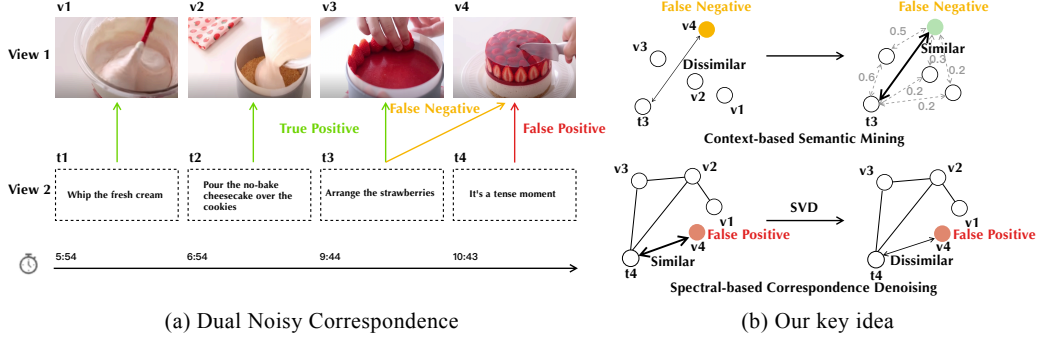 v1 v2 v3 v4
View 1
False Negative
True Positive
False Positive
t1 t2 t3 t4
View 2
Whip the fresh cream
Pour the no-bake
cheesecake over the
cookies
Arrange the strawberries
It's a tense moment
5:54 6:54 9:44 10:43
(a) Dual Noisy Correspondence
False Negative
v4
v3
Dissimilar
v2
v1
t3
False Negative
0.5
Similar
0.3
0.6
0.2
0.2
0.2
t3
Context-based Semantic Mining
v3
v2
v1
v4
False Positive
t4
Similar
SVD
v3
v2
v1
v4
False Positive
t4
Dissimilar
Spectral-based Correspondence Denoising
(b) Our key idea